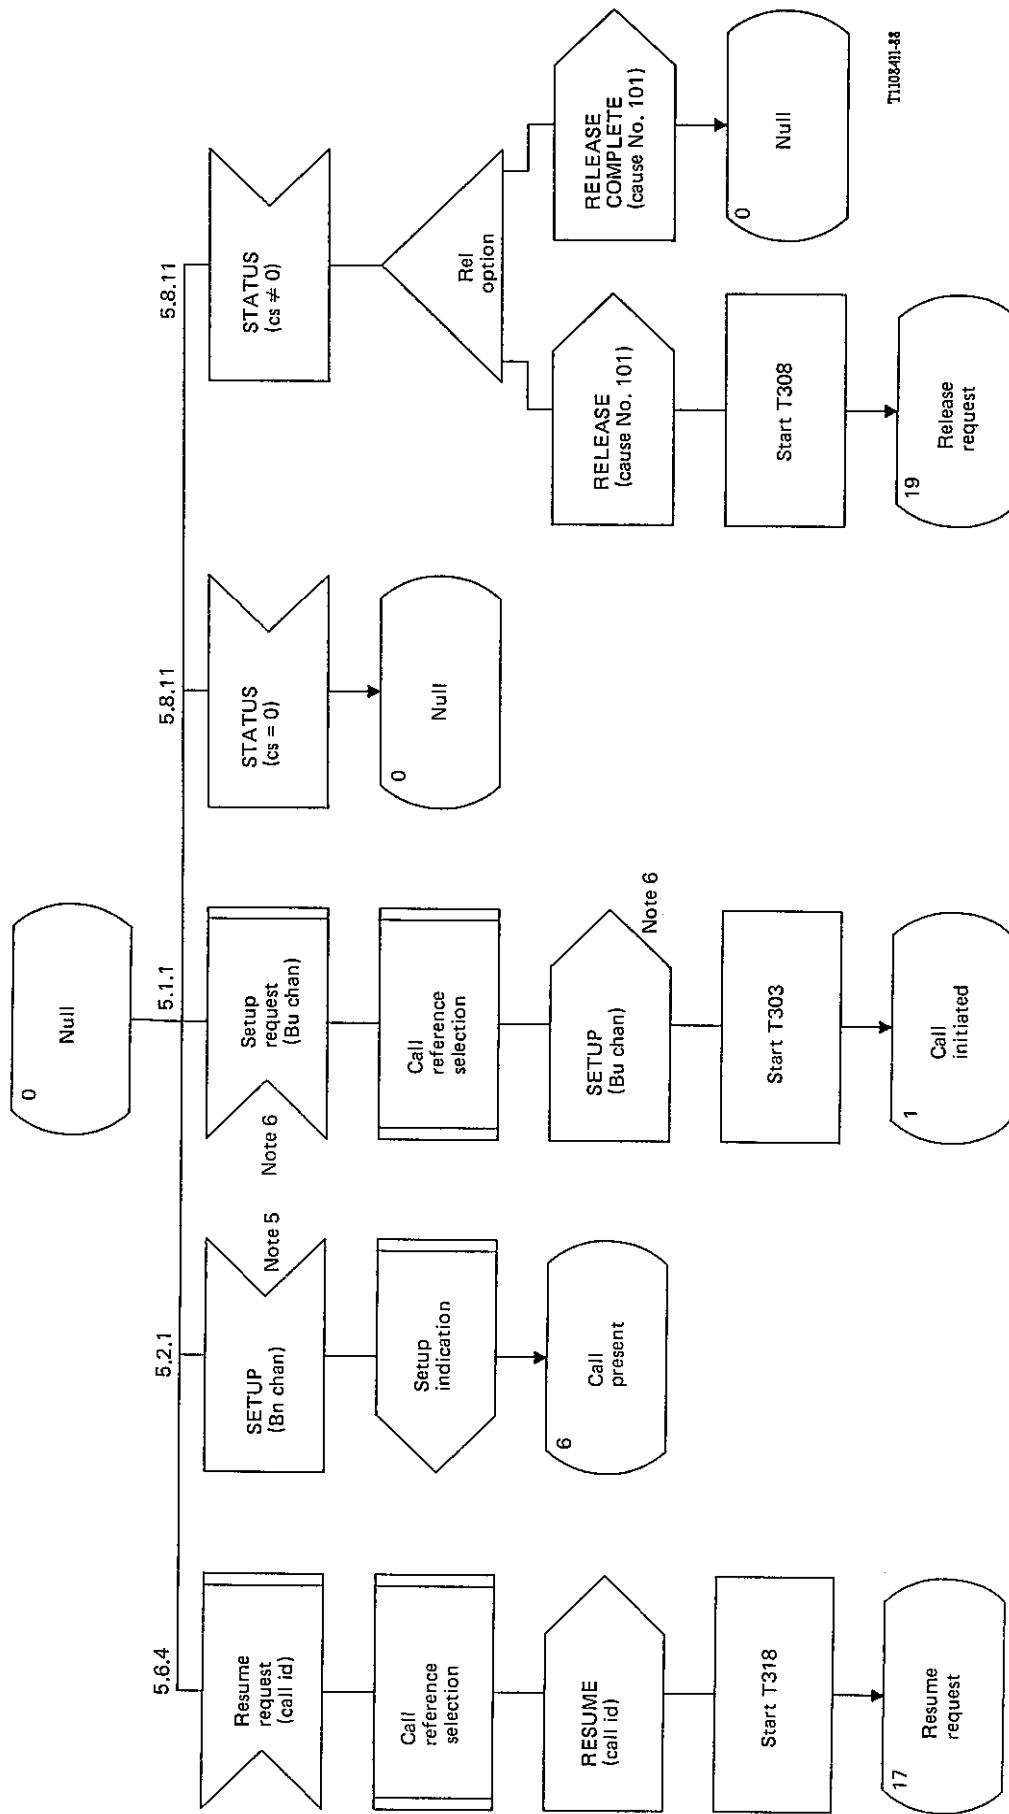 0
Null
5.6.4
5.2.1
5.1.1
5.8.11
5.8.11
Resume
request
(call id)
Call
reference
selection
RESUME
(call id)
Start T318
17
Resume
request
SETUP
(Bn chan)
Note 5
Setup
indication
6
Call
present
Setup
request
(Bu chan)
Note 6
Call
reference
selection
SETUP
(Bu chan)
Note 6
Start T303
1
Call
initiated
STATUS
(cs = 0)
0
Null
STATUS
(cs ≠ 0)
Rel
option
RELEASE
(cause No. 101)
Start T308
19
Release
request
RELEASE
COMPLETE
(cause No. 101)
0
Null
T1108411-88